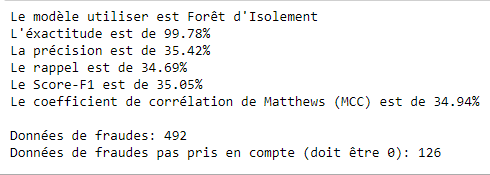 Le modèle utiliser est Forêt d'Isolement
L'éxactitude est de 99.78%
La précision est de 35.42%
Le rappel est de 34.69%
Le Score-F1 est de 35.05%
Le coefficient de corrélation de Matthews (MCC) est de 34.94%
Données de fraudes: 492
Données de fraudes pas pris en compte (doit être 0): 126